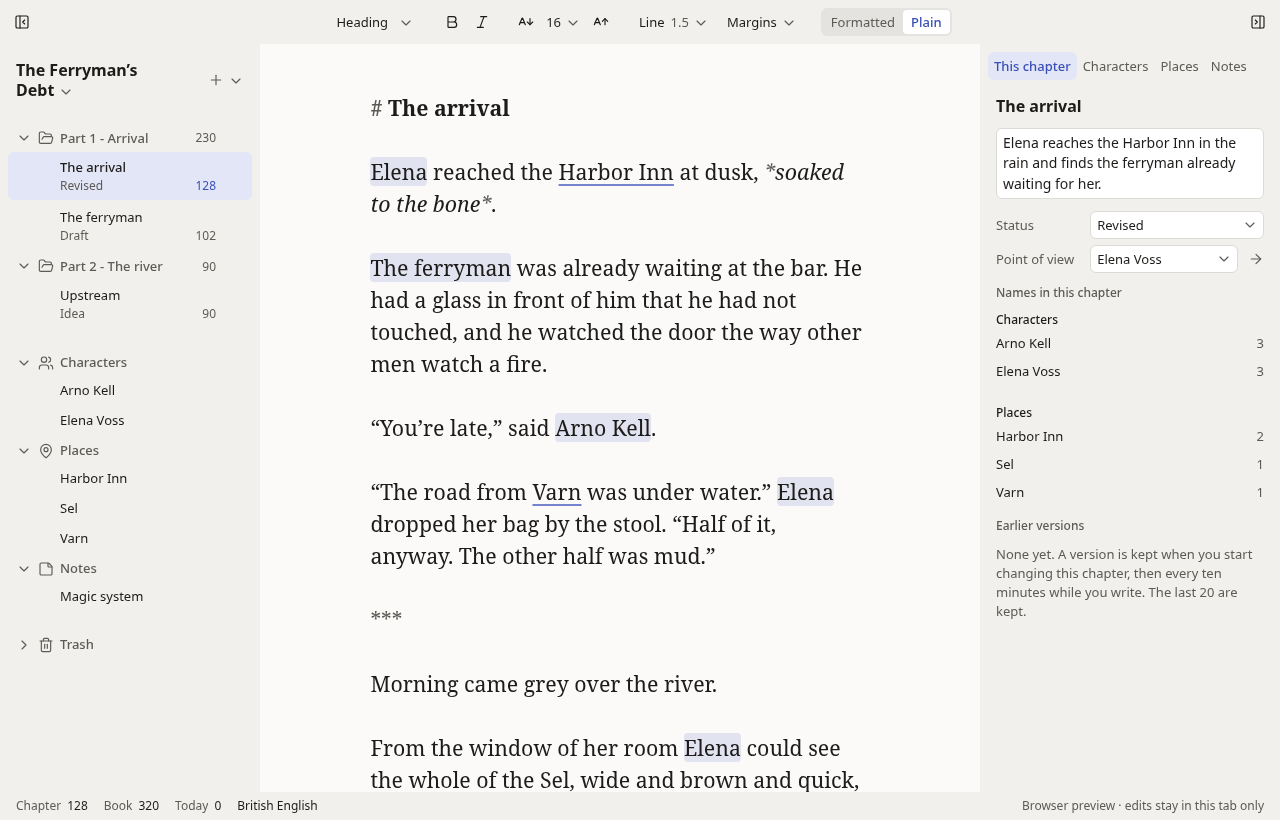 Heading
B I
A 16 A
Line 1.5
Margins
Formatted Plain
The Ferryman’s
Debt
Part 1 - Arrival 230
The arrival
Revised 128
The ferryman
Draft 102
Part 2 - The river 90
Upstream
Idea 90
Characters
Arno Kell
Elena Voss
Places
Harbor Inn
Sel
Varn
Notes
Magic system
Trash
# The arrival
Elena reached the Harbor Inn at dusk, *soaked
to the bone*.
The ferryman was already waiting at the bar. He
had a glass in front of him that he had not
touched, and he watched the door the way other
men watch a fire.
“You’re late,” said Arno Kell.
“The road from Varn was under water.” Elena
dropped her bag by the stool. “Half of it,
anyway. The other half was mud.”
***
Morning came grey over the river.
From the window of her room Elena could see
the whole of the Sel, wide and brown and quick,
This chapter Characters Places Notes
The arrival
Elena reaches the Harbor Inn in the
rain and finds the ferryman already
waiting for her.
Status Revised
Point of view Elena Voss
Names in this chapter
Characters
Arno Kell 3
Elena Voss 3
Places
Harbor Inn 2
Sel 1
Varn 1
Earlier versions
None yet. A version is kept when you start
changing this chapter, then every ten
minutes while you write. The last 20 are
kept.
Chapter 128 Book 320 Today 0 British English
Browser preview · edits stay in this tab only